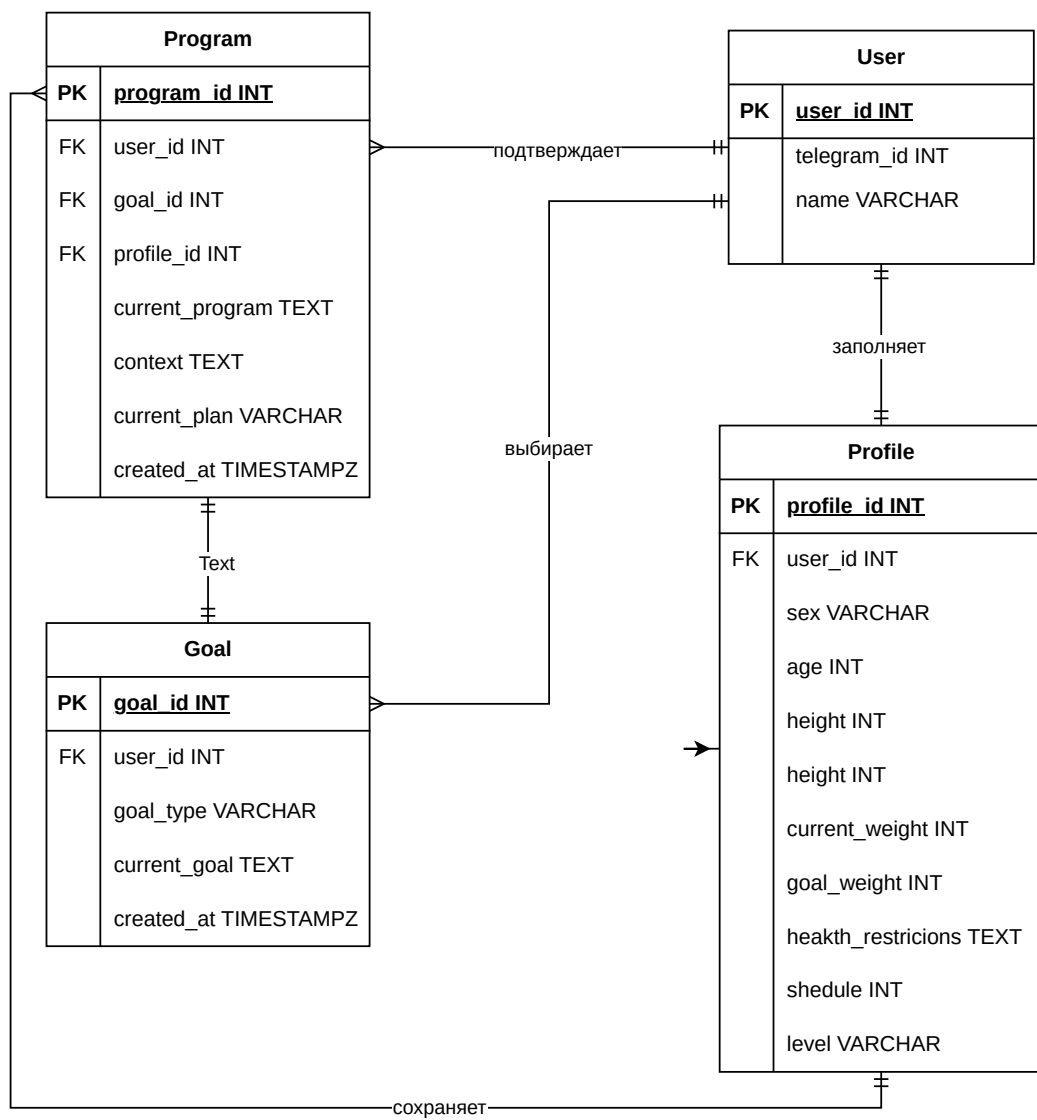 Program
PK program_id INT
FK user_id INT
FK goal_id INT
FK profile_id INT
current_program TEXT
context TEXT
current_plan VARCHAR
created_at TIMESTAMPZ
User
PK user_id INT
telegram_id INT
name VARCHAR
подтверждает
выбирает
заполняет
Text
Goal
PK goal_id INT
FK user_id INT
goal_type VARCHAR
current_goal TEXT
created_at TIMESTAMPZ
Profile
PK profile_id INT
FK user_id INT
sex VARCHAR
age INT
height INT
height INT
current_weight INT
goal_weight INT
heakth_restricions TEXT
shedule INT
level VARCHAR
сохраняет